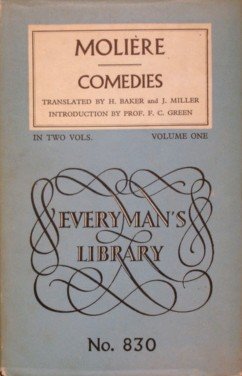 MOLIÈRE
COMEDIES
TRANSLATED BY H. BAKER and J. MILLER
INTRODUCTION BY PROF. F. C. GREEN
IN TWO VOLS. VOLUME ONE
EVERYMAN'S
LIBRARY
No. 830